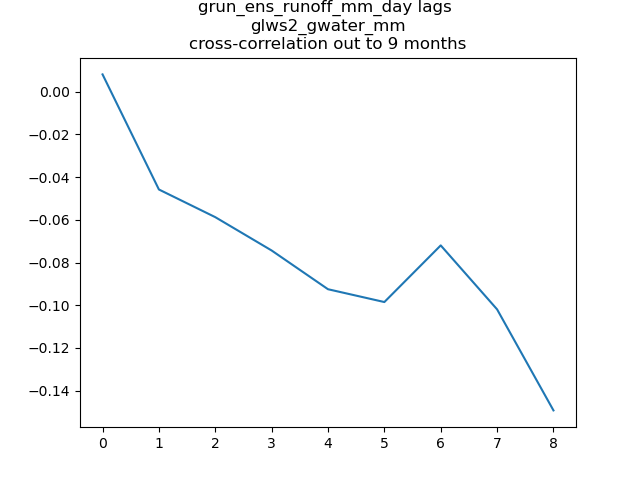 grun_ens_runoff_mm_day lags
glws2_gwater_mm
cross-correlation out to 9 months
0.00
−0.02
−0.04
−0.06
−0.08
−0.10
−0.12
−0.14
0 1 2 3 4 5 6 7 8